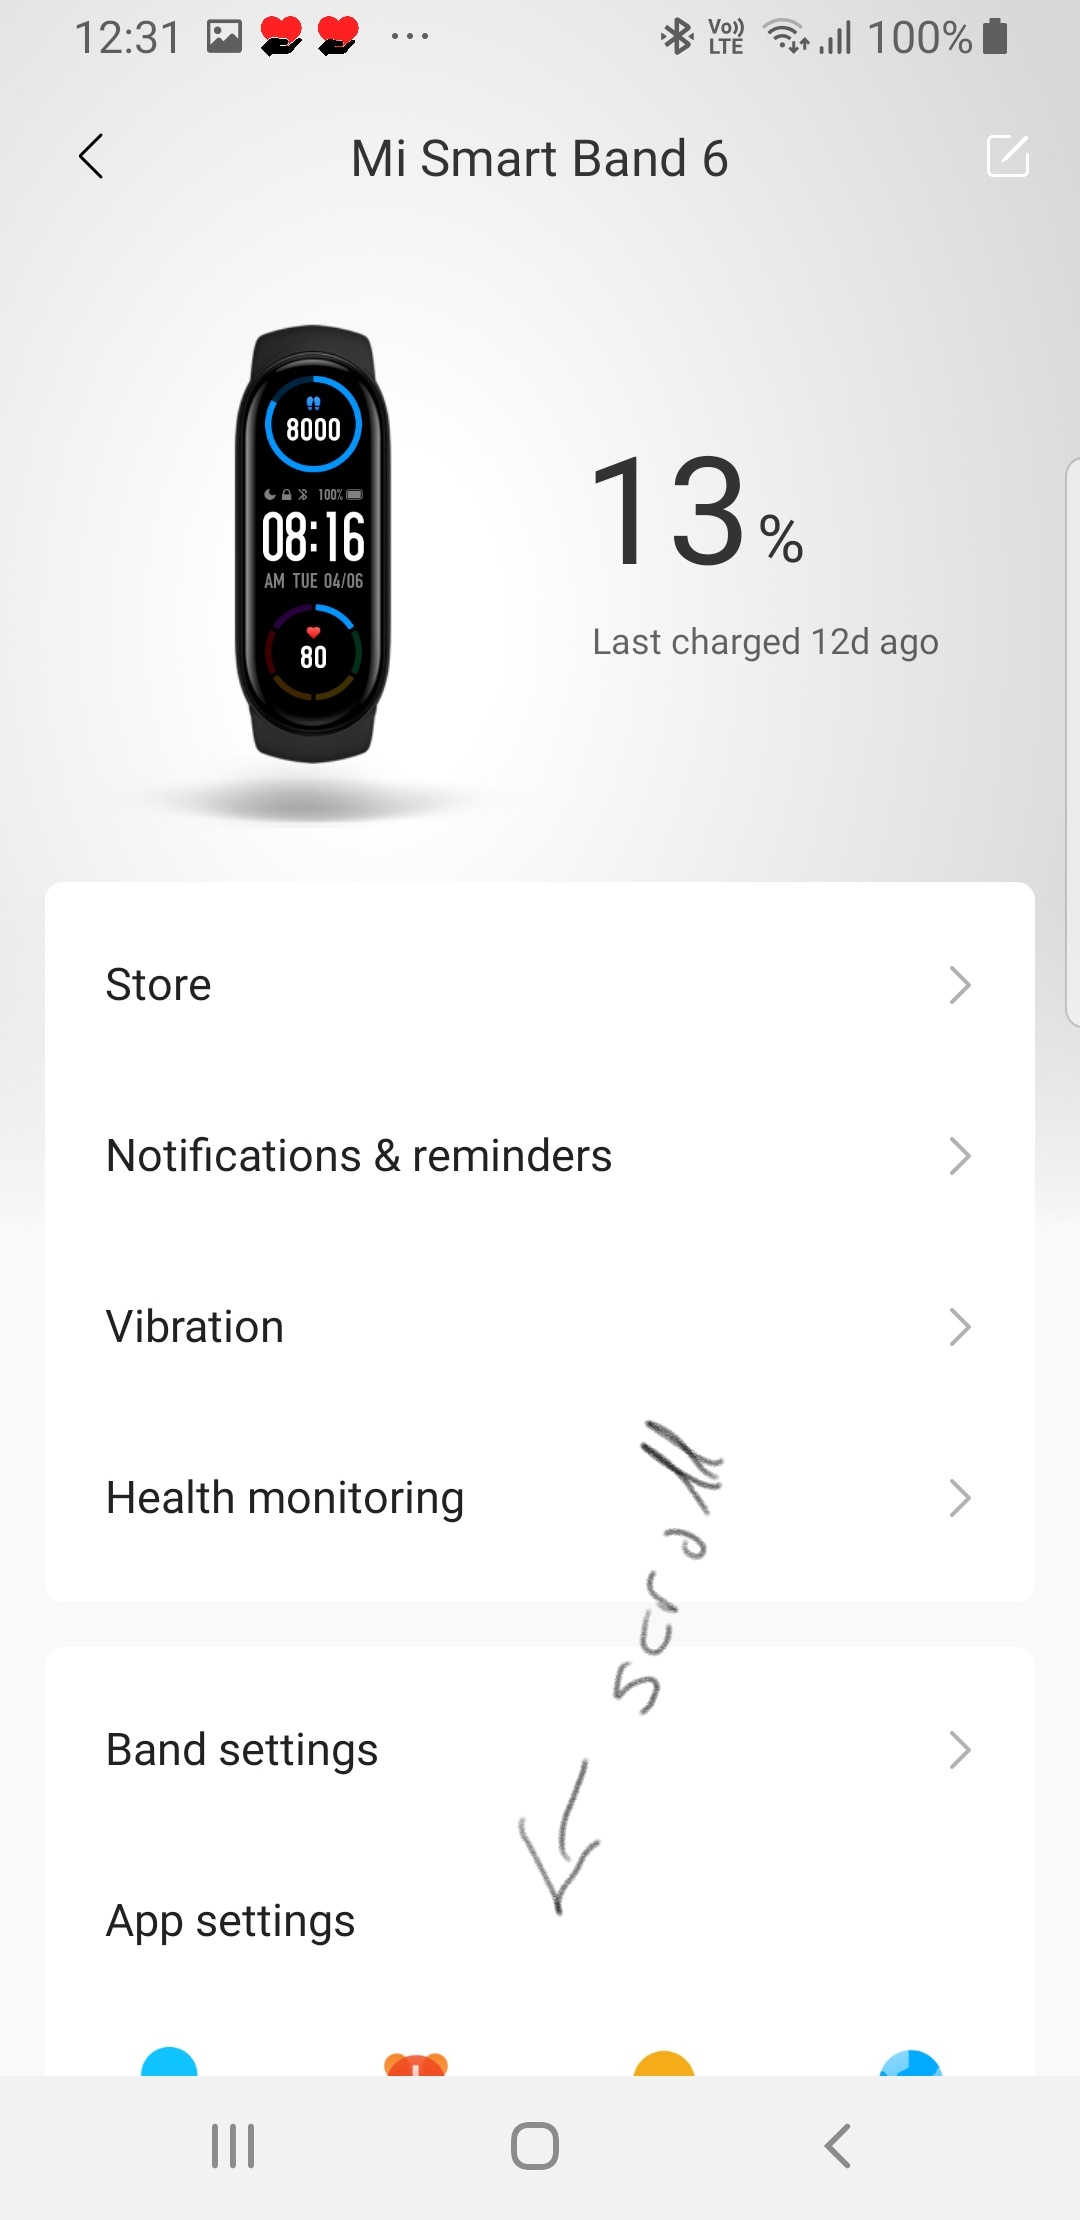 12:31 Vo)) LTE 100%
Mi Smart Band 6
8000
100%
08:16
AM TUE 04/06
80
13%
Last charged 12d ago
Store
Notifications & reminders
Vibration
Health monitoring
scroll
Band settings
App settings